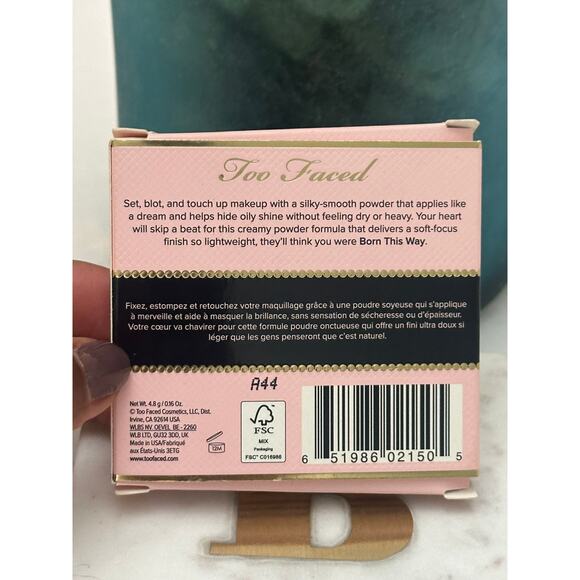 Too Faced
Set, blot, and touch up makeup with a silky-smooth powder that applies like
a dream and helps hide oily shine without feeling dry or heavy. Your heart
will skip a beat for this creamy powder formula that delivers a soft-focus
finish so lightweight, they'll think you were Born This Way.
Fixez, estompez et retouchez votre maquillage grâce à une poudre soyeuse qui s'applique
à merveille et aide à masquer la brillance, sans sensation de sécheresse ou d'épaisseur.
Votre cœur va chavirer pour cette formule poudre onctueuse qui offre un fini ultra doux si
léger que les gens penseront que c'est naturel.
A44
Net Wt. 4.8 g / 0.16 Oz.
© Too Faced Cosmetics, LLC, Dist.
Irvine, CA 92614 USA
WLBS NV. OEVEL BE - 2260
WLB LTD, GU32 3DD, UK
Made in USA/Fabriqué
aux États-Unis 3ETG
www.toofaced.com
12M
FSC
MIX
Packaging
FSC® C016986
6 51986 02150 5
B